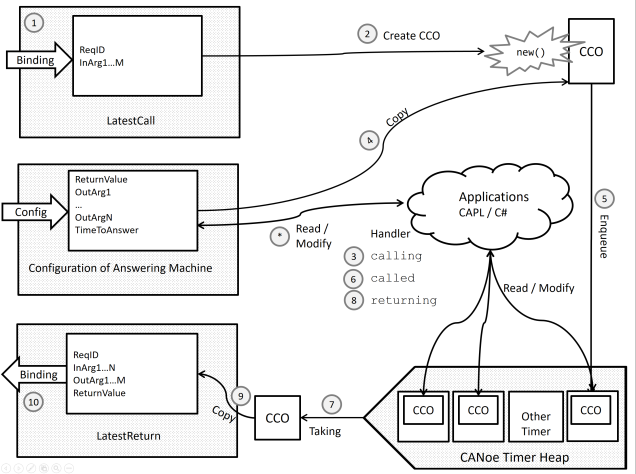 1
Binding
ReqID
InArg1...M
LatestCall
2 Create CCO
new()
CCO
4
Copy
Config
ReturnValue
OutArg1
...
OutArgN
TimeToAnswer
Configuration of Answering Machine
* Read /
Modify
Applications
CAPL / C#
Handler
3 calling
6 called
8 returning
5
Enqueue
Read / Modify
Binding
10
ReqID
InArg1...N
OutArg1...M
ReturnValue
LatestReturn
9
Copy
CCO
7
Taking
CCO
CCO
Other
Timer
CCO
CANoe Timer Heap